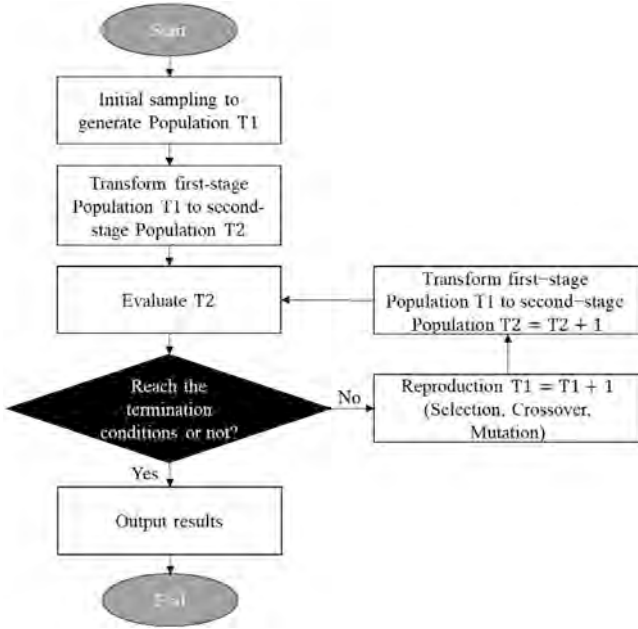 Start
Initial sampling to
generate Population T1
Transform first-stage
Population T1 to second-
stage Population T2
Evaluate T2
Transform first-stage
Population T1 to second-stage
Population T2 = T2 + 1
Reach the
termination
conditions or not?
No
Reproduction T1 = T1 + 1
(Selection, Crossover,
Mutation)
Yes
Output results
End